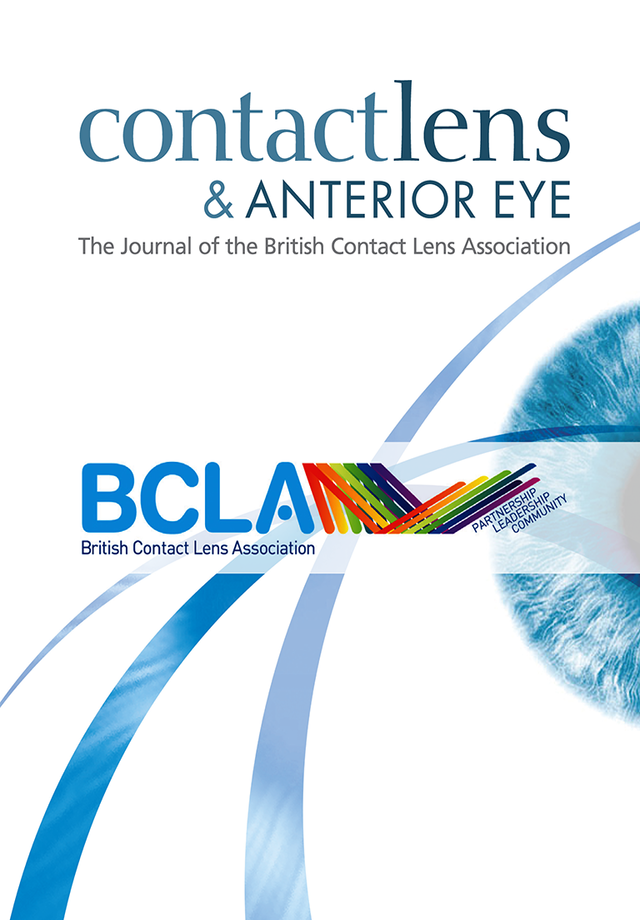 contactlens
& ANTERIOR EYE
The Journal of the British Contact Lens Association
BCLA
British Contact Lens Association
PARTNERSHIP
LEADERSHIP
COMMUNITY